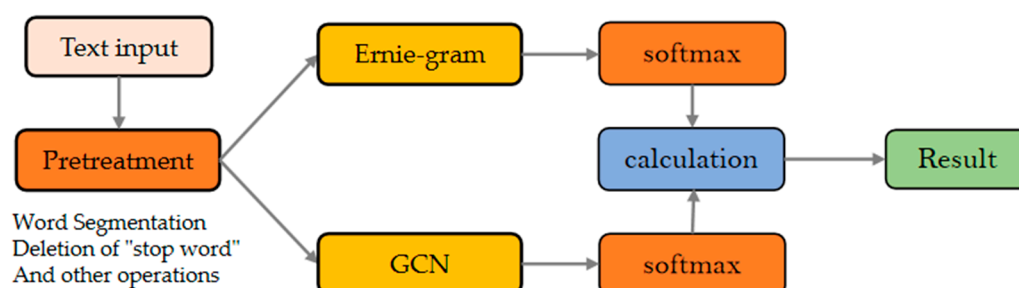 Text input
Ernie-gram
softmax
Pretreatment
calculation
Result
Word Segmentation
Deletion of "stop word"
And other operations
GCN
softmax